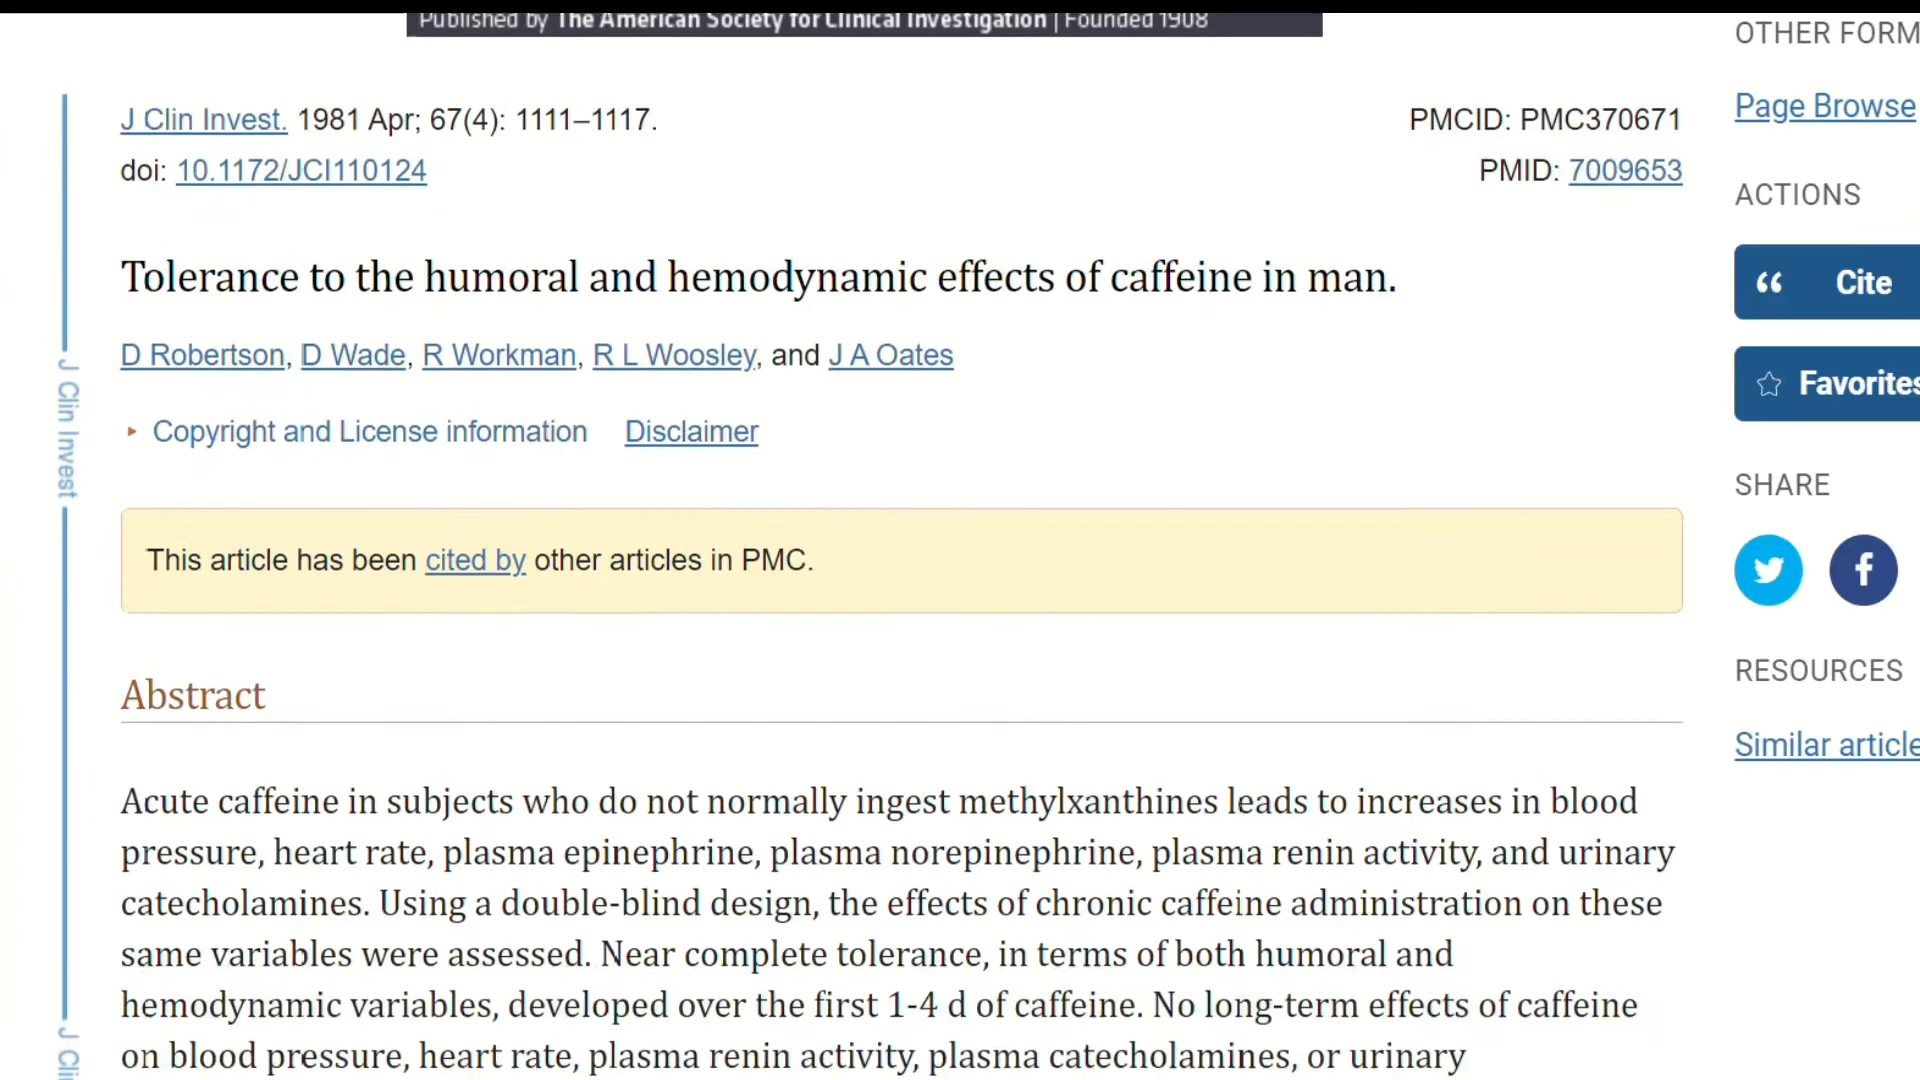 Published by The American Society for Clinical Investigation | Founded 1908
OTHER FORM
J Clin Invest. 1981 Apr; 67(4): 1111–1117.
PMCID: PMC370671
Page Browse
doi: 10.1172/JCI110124
PMID: 7009653
ACTIONS
Tolerance to the humoral and hemodynamic effects of caffeine in man.
Cite
D Robertson, D Wade, R Workman, R L Woosley, and J A Oates
Favorites
Copyright and License information Disclaimer
J Clin Invest
SHARE
This article has been cited by other articles in PMC.
Abstract
RESOURCES
Similar article
Acute caffeine in subjects who do not normally ingest methylxanthines leads to increases in blood
pressure, heart rate, plasma epinephrine, plasma norepinephrine, plasma renin activity, and urinary
catecholamines. Using a double-blind design, the effects of chronic caffeine administration on these
same variables were assessed. Near complete tolerance, in terms of both humoral and
hemodynamic variables, developed over the first 1-4 d of caffeine. No long-term effects of caffeine
on blood pressure, heart rate, plasma renin activity, plasma catecholamines, or urinary
J Cli